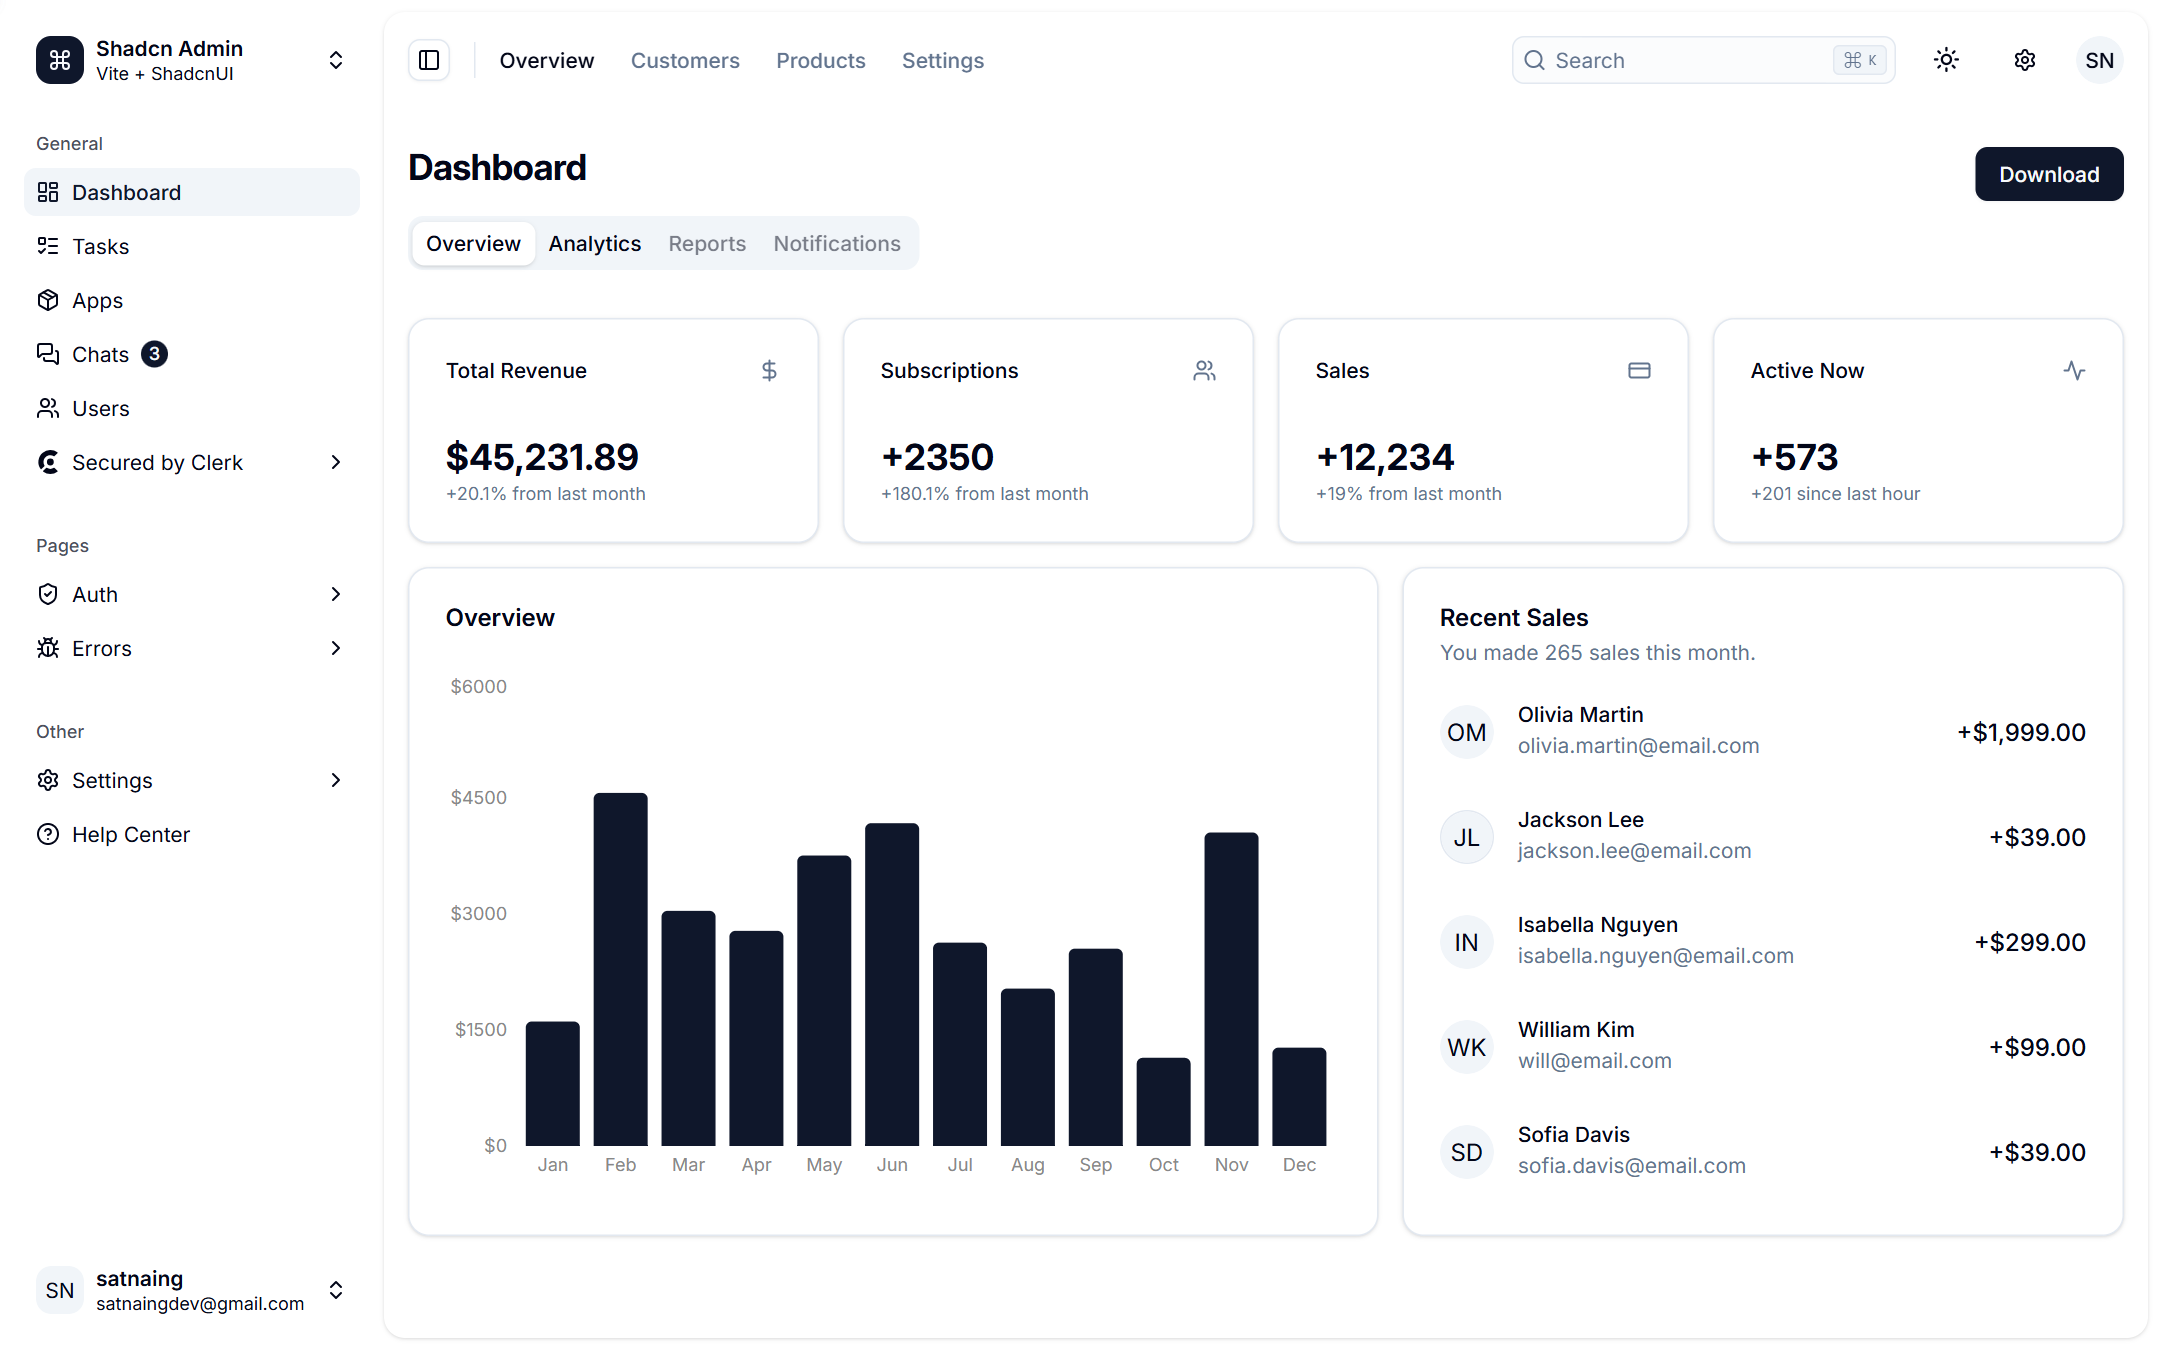 Shadcn Admin
Vite + ShadcnUI
General
Dashboard
Tasks
Apps
Chats 3
Users
Secured by Clerk
Pages
Auth
Errors
Other
Settings
Help Center
SN
satnaing
satnaingdev@gmail.com
Overview Customers Products Settings
Search ⌘ K
SN
Dashboard
Download
Overview Analytics Reports Notifications
Total Revenue
$45,231.89
+20.1% from last month
Subscriptions
+2350
+180.1% from last month
Sales
+12,234
+19% from last month
Active Now
+573
+201 since last hour
Overview
$6000
$4500
$3000
$1500
$0
Jan Feb Mar Apr May Jun Jul Aug Sep Oct Nov Dec
Recent Sales
You made 265 sales this month.
OM
Olivia Martin
olivia.martin@email.com
+$1,999.00
JL
Jackson Lee
jackson.lee@email.com
+$39.00
IN
Isabella Nguyen
isabella.nguyen@email.com
+$299.00
WK
William Kim
will@email.com
+$99.00
SD
Sofia Davis
sofia.davis@email.com
+$39.00